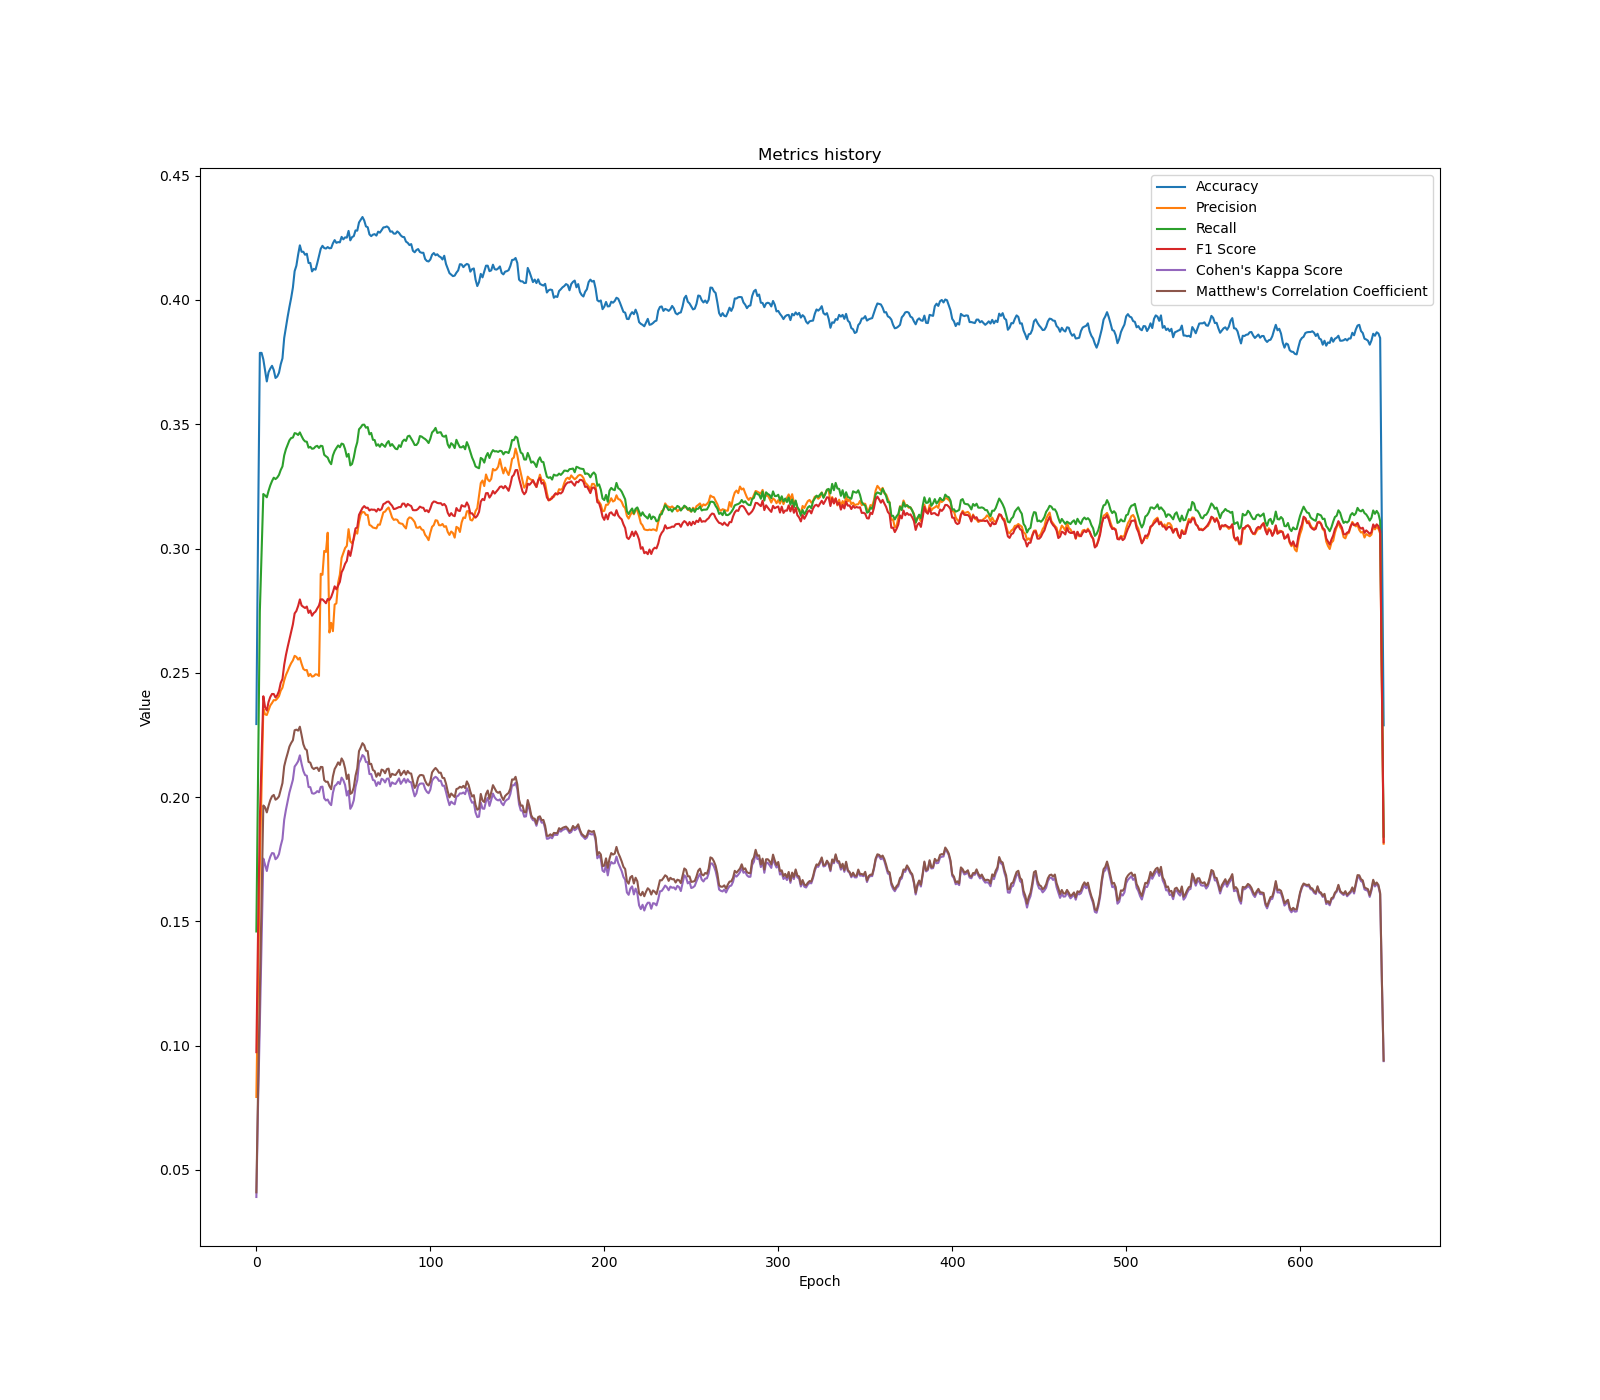 Metrics history
Accuracy
Precision
Recall
F1 Score
Cohen's Kappa Score
Matthew's Correlation Coefficient
0.45
0.40
0.35
0.30
0.25
0.20
0.15
0.10
0.05
Value
0 100 200 300 400 500 600
Epoch